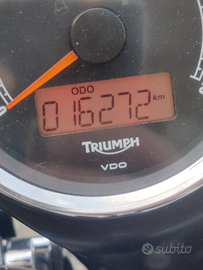 ODO
016272 km
TRIUMPH
VDO
subito